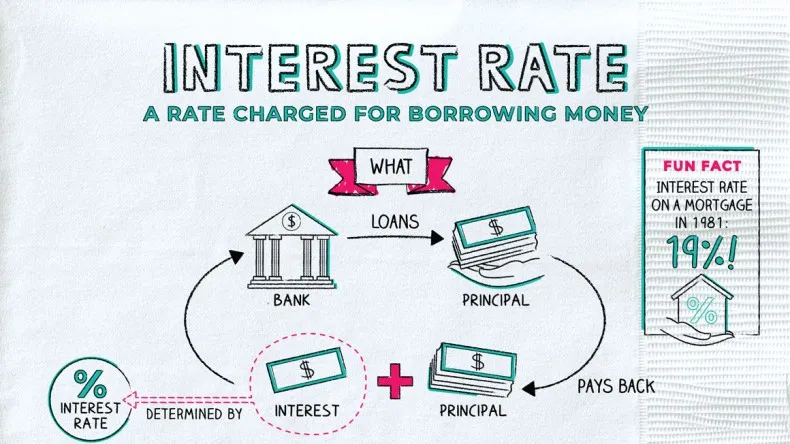 INTEREST RATE
A RATE CHARGED FOR BORROWING MONEY
WHAT
$
BANK
LOANS
$
PRINCIPAL
PAYS BACK
$
PRINCIPAL
+
$
INTEREST
DETERMINED BY
%
INTEREST
RATE
FUN FACT
INTEREST RATE
ON A MORTGAGE
IN 1981:
19%!
%